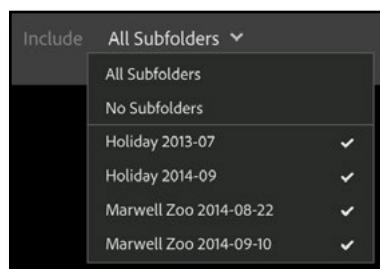 Include All Subfolders
All Subfolders
No Subfolders
Holiday 2013-07
Holiday 2014-09
Marwell Zoo 2014-08-22
Marwell Zoo 2014-09-10